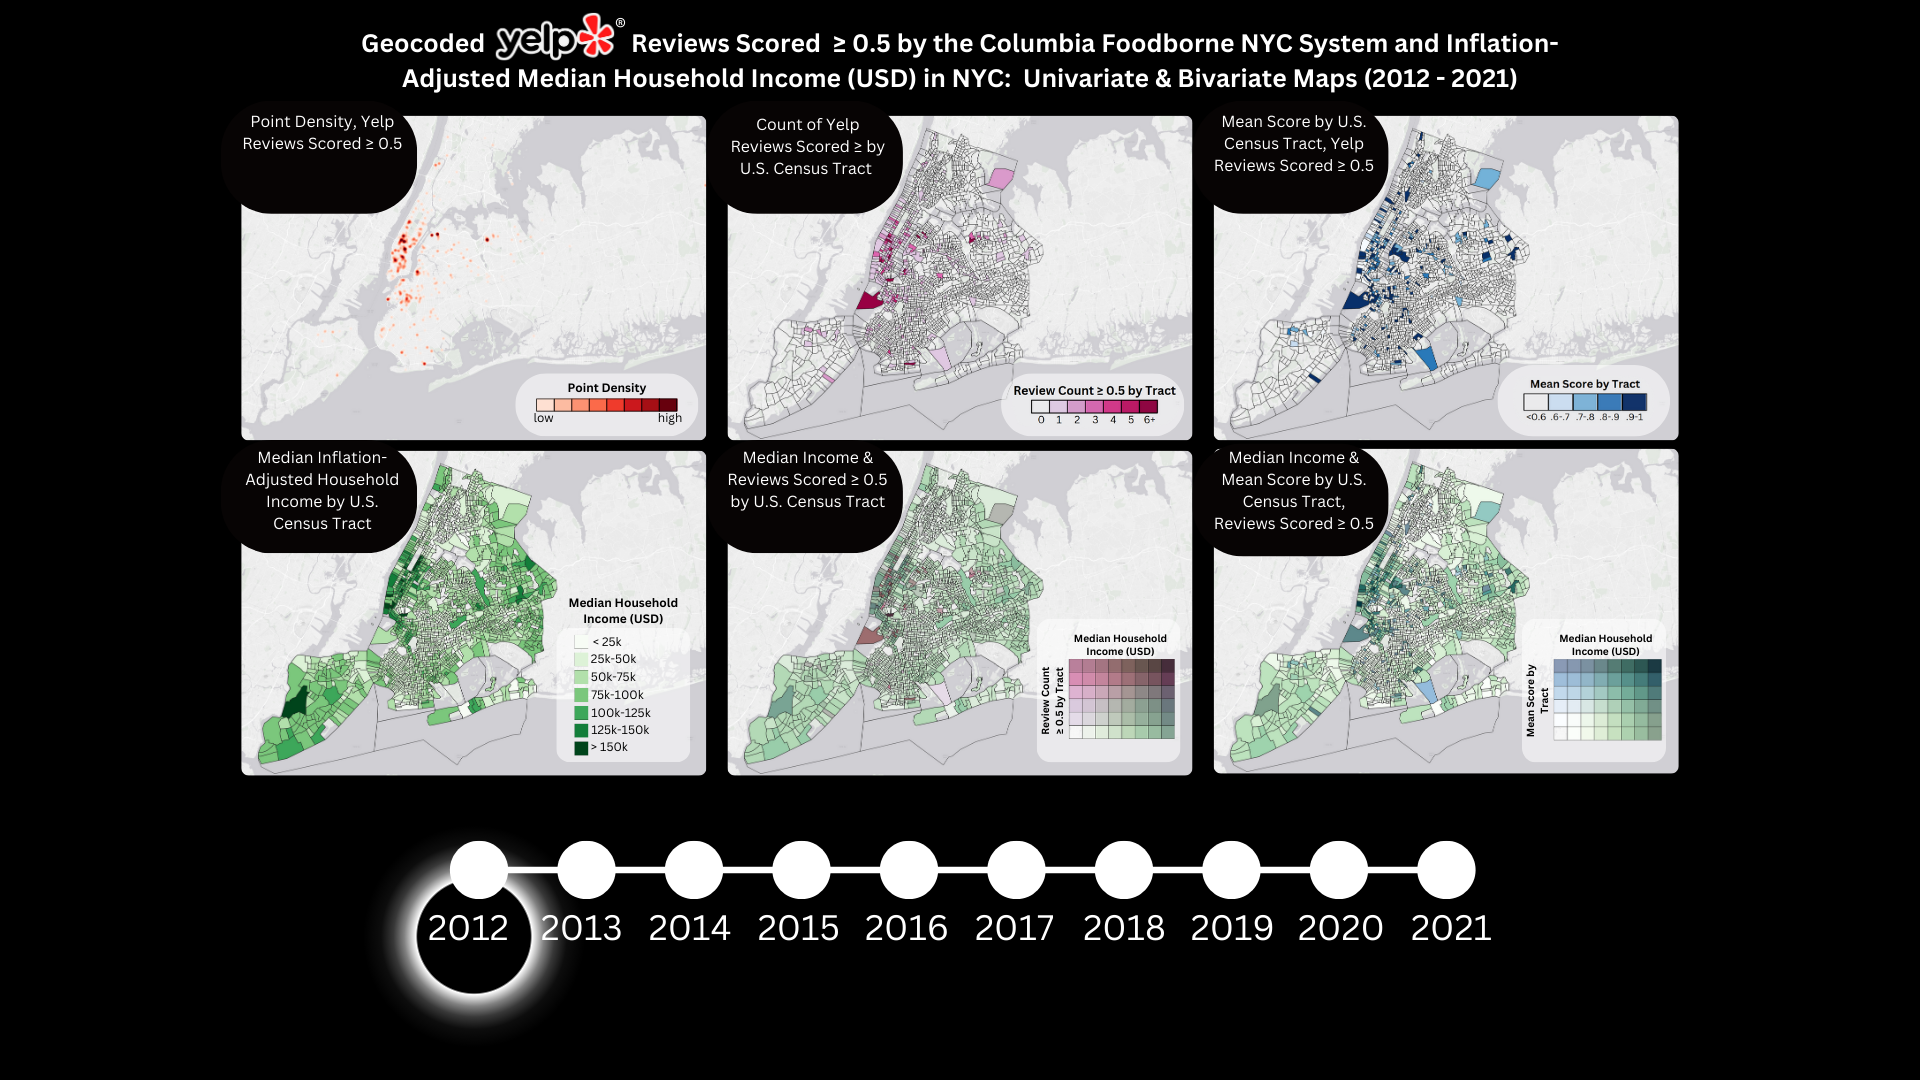 Geocoded yelp® Reviews Scored ≥ 0.5 by the Columbia Foodborne NYC System and Inflation-
Adjusted Median Household Income (USD) in NYC: Univariate & Bivariate Maps (2012 - 2021)
Point Density, Yelp
Reviews Scored ≥ 0.5
Point Density
low high
Count of Yelp
Reviews Scored ≥ by
U.S. Census Tract
Review Count ≥ 0.5 by Tract
0 1 2 3 4 5 6+
Mean Score by U.S.
Census Tract, Yelp
Reviews Scored ≥ 0.5
Mean Score by Tract
<0.6 .6-.7 .7-.8 .8-.9 .9-1
Median Inflation-
Adjusted Household
Income by U.S.
Census Tract
Median Household
Income (USD)
< 25k
25k-50k
50k-75k
75k-100k
100k-125k
125k-150k
> 150k
Median Income &
Reviews Scored ≥ 0.5
by U.S. Census Tract
Median Household
Income (USD)
Review Count
≥ 0.5 by Tract
Median Income &
Mean Score by U.S.
Census Tract,
Reviews Scored ≥ 0.5
Median Household
Income (USD)
Mean Score by
Tract
2012 2013 2014 2015 2016 2017 2018 2019 2020 2021